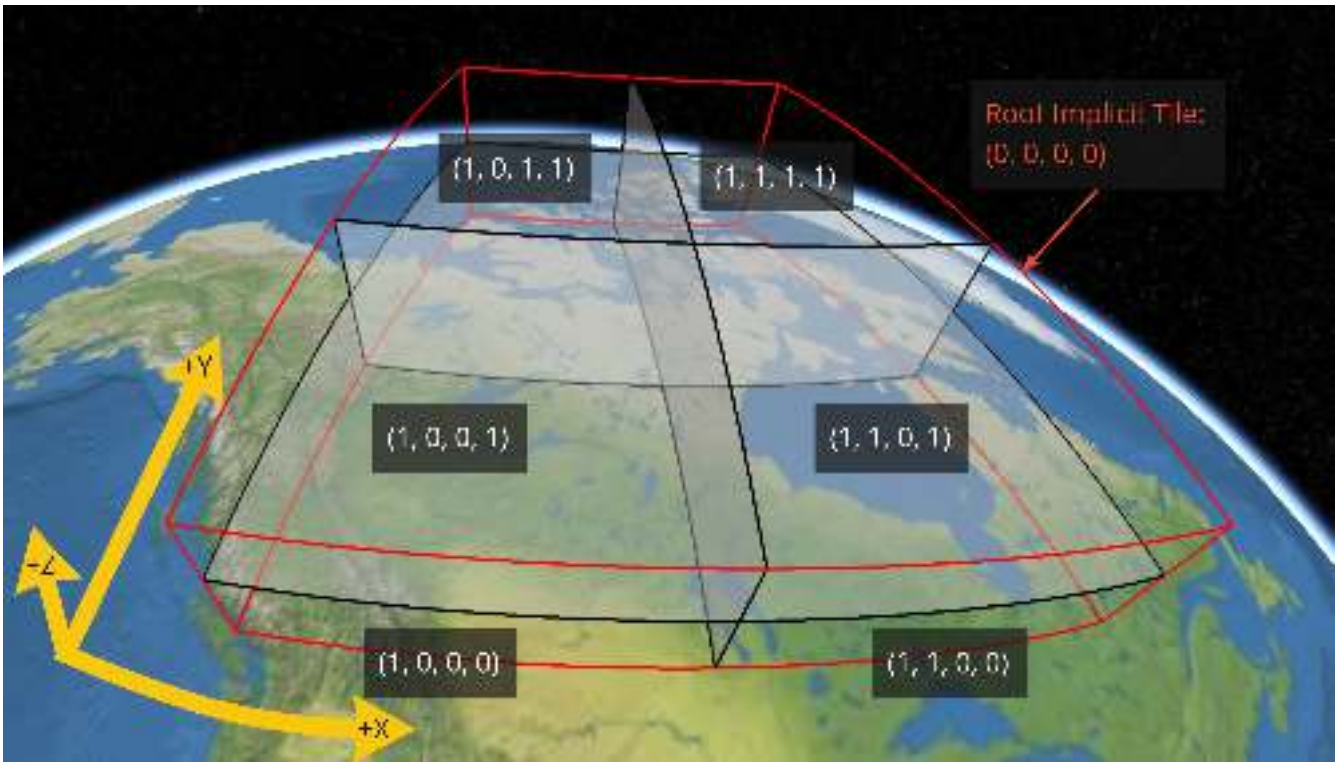 Root Implicit Tile:
(0, 0, 0, 0)
(1, 0, 1, 1)
(1, 1, 1, 1)
+Y
(1, 0, 0, 1)
(1, 1, 0, 1)
+Z
(1, 0, 0, 0)
(1, 1, 0, 0)
+X